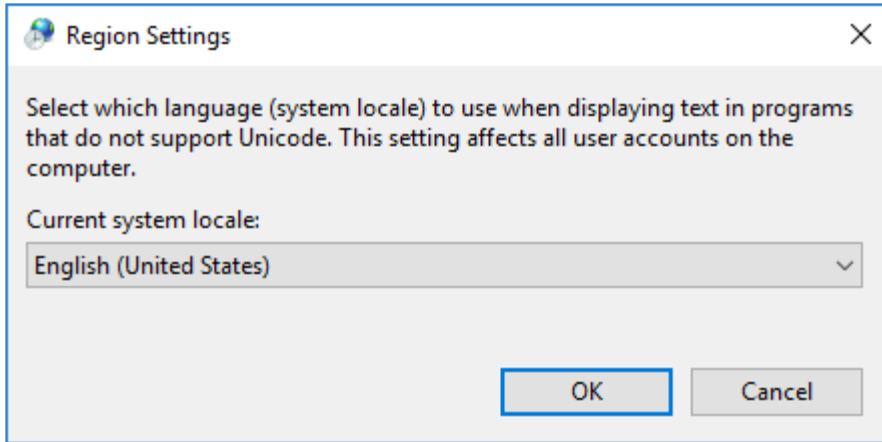 Region Settings
Select which language (system locale) to use when displaying text in programs
that do not support Unicode. This setting affects all user accounts on the
computer.
Current system locale:
English (United States)
OK
Cancel